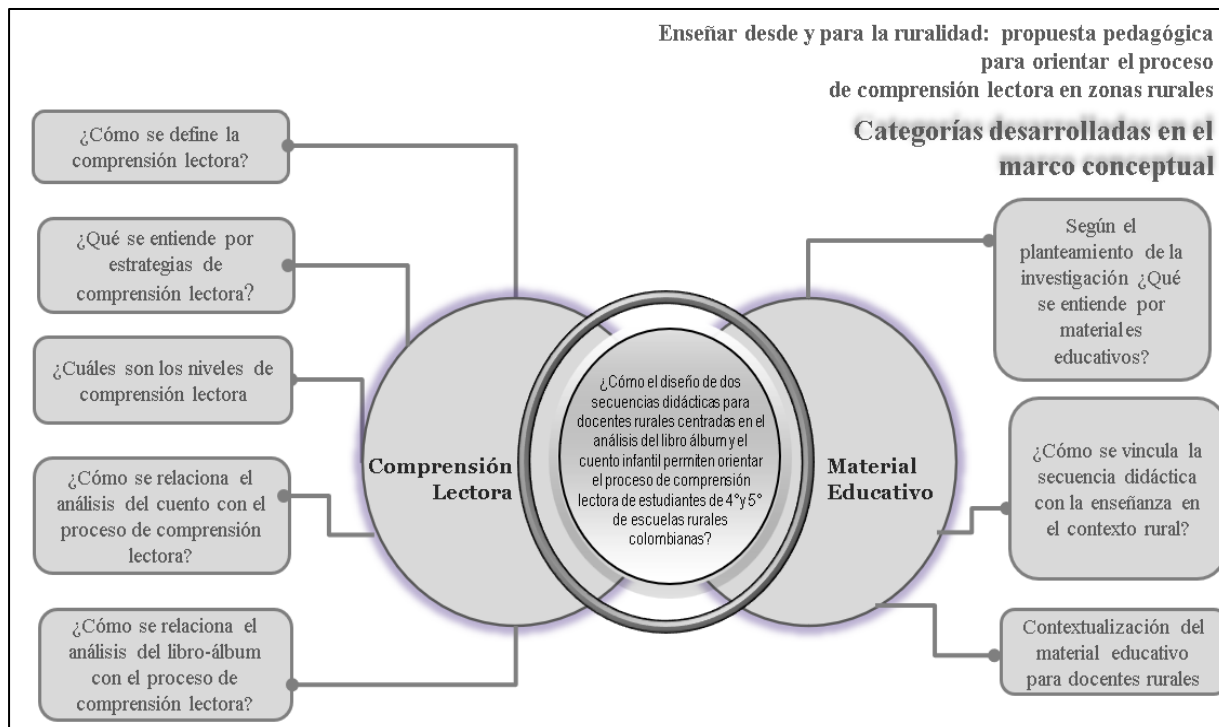 Enseñar desde y para la ruralidad: propuesta pedagógica
para orientar el proceso
de comprensión lectora en zonas rurales
Categorías desarrolladas en el
marco conceptual
¿Cómo se define la
comprensión lectora?
¿Qué se entiende por
estrategias de
comprensión lectora?
¿Cuáles son los niveles de
comprensión lectora
¿Cómo se relaciona el
análisis del cuento con el
proceso de comprensión
lectora?
¿Cómo se relaciona el
análisis del libro-álbum
con el proceso de
comprensión lectora?
Comprensión
Lectora
¿Cómo el diseño de dos
secuencias didácticas para
docentes rurales centradas en el
análisis del libro álbum y el
cuento infantil permiten orientar
el proceso de comprensión
lectora de estudiantes de 4° y 5°
de escuelas rurales
colombianas?
Material
Educativo
Según el
planteamiento de la
investigación ¿Qué
se entiende por
materiales
educativos?
¿Cómo se vincula la
secuencia didáctica
con la enseñanza en
el contexto rural?
Contextualización del
material educativo
para docentes rurales